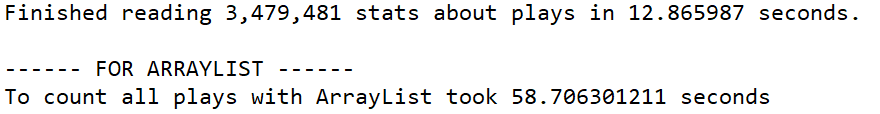 Finished reading 3,479,481 stats about plays in 12.865987 seconds.
------ FOR ARRAYLIST ------
To count all plays with ArrayList took 58.706301211 seconds